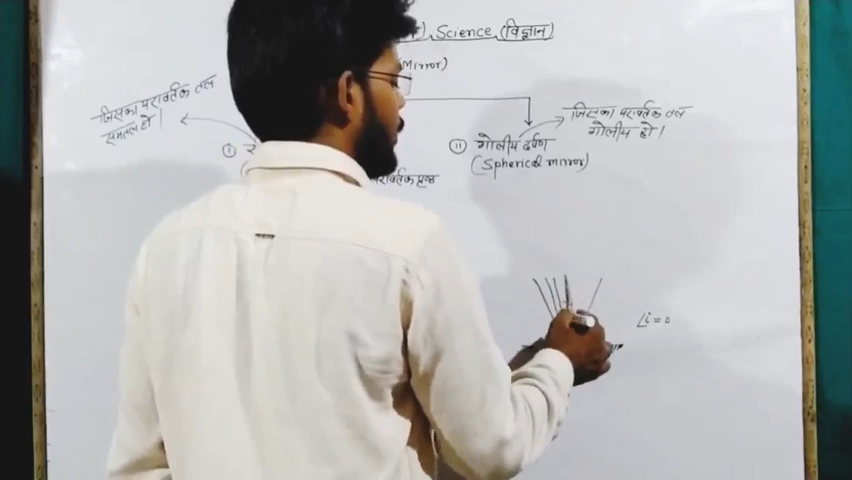 Science (विज्ञान)
Mirror)
जिसका परावर्तक तल
समतल हो।
जिसका परावर्तक तल
गोलीय हो।
(i)
(ii) गोलीय दर्पण
(Spherical mirror)
परावर्तक पृष्ठ
∠i = 0